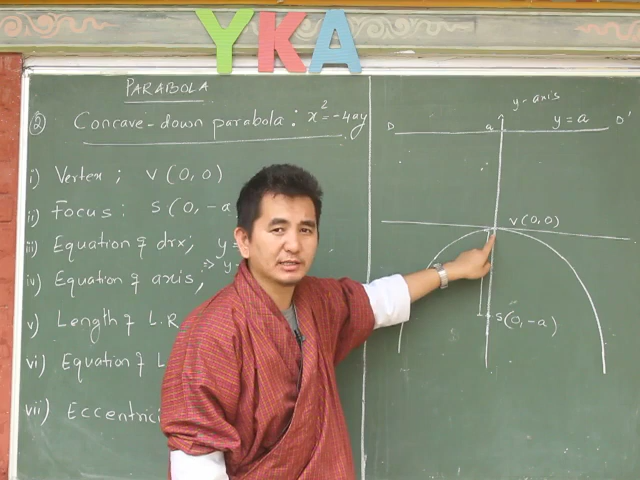 YKA
PARABOLA
② Concave-down parabola: x² = -4ay
i) Vertex ; V(0,0)
ii) Focus : S(0, -a
iii) Equation of drx; y=
⇒ y-
iv) Equation of axis,
v) Length of L.R
vi) Equation of L
vii) Eccentrici
y-axis
D a y=a D'
V(0,0)
S(0,-a)